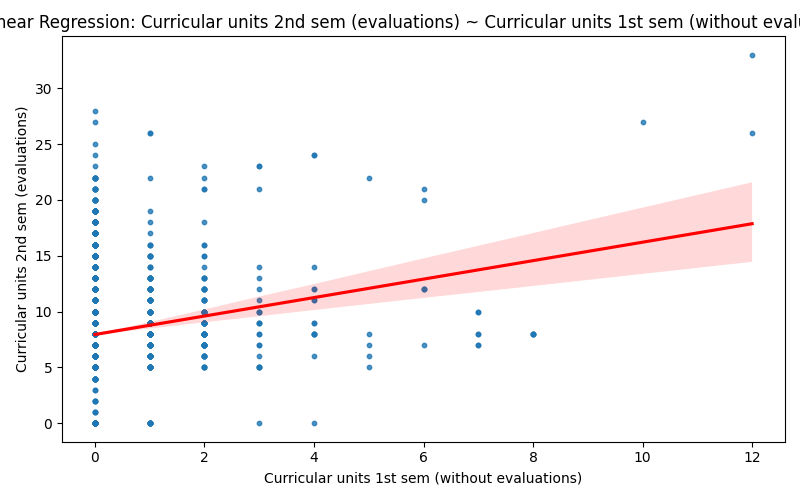 near Regression: Curricular units 2nd sem (evaluations) ~ Curricular units 1st sem (without evalu
Curricular units 2nd sem (evaluations)
30
25
20
15
10
5
0
0 2 4 6 8 10 12
Curricular units 1st sem (without evaluations)